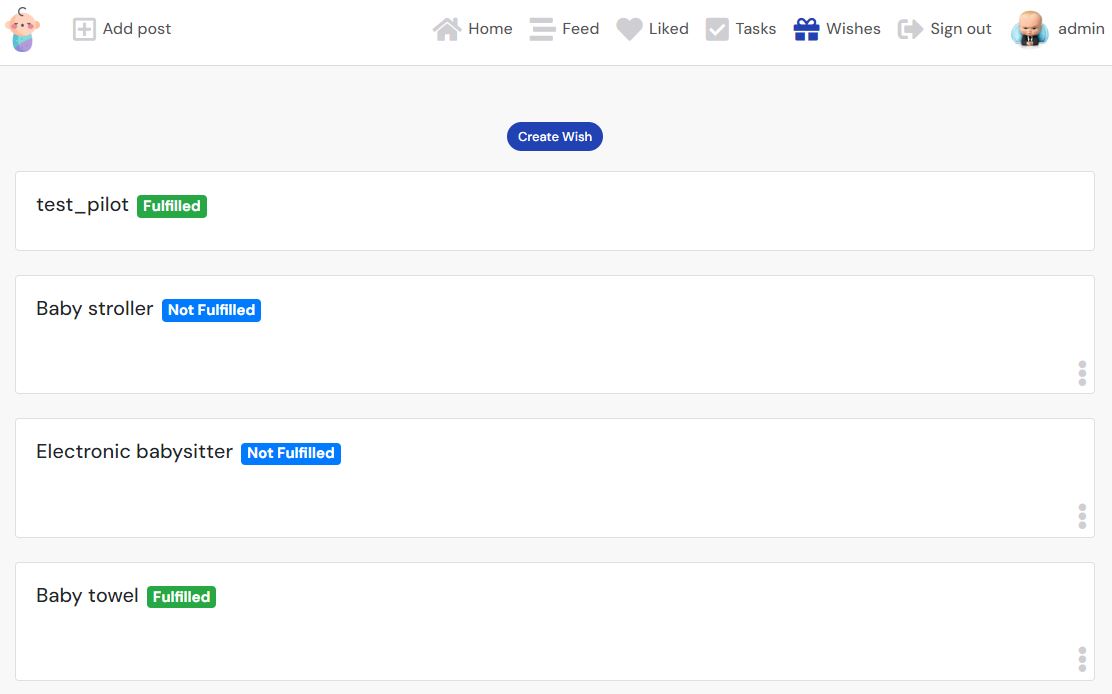 Add post Home Feed Liked Tasks Wishes Sign out admin
Create Wish
test_pilot Fulfilled
Baby stroller Not Fulfilled
Electronic babysitter Not Fulfilled
Baby towel Fulfilled